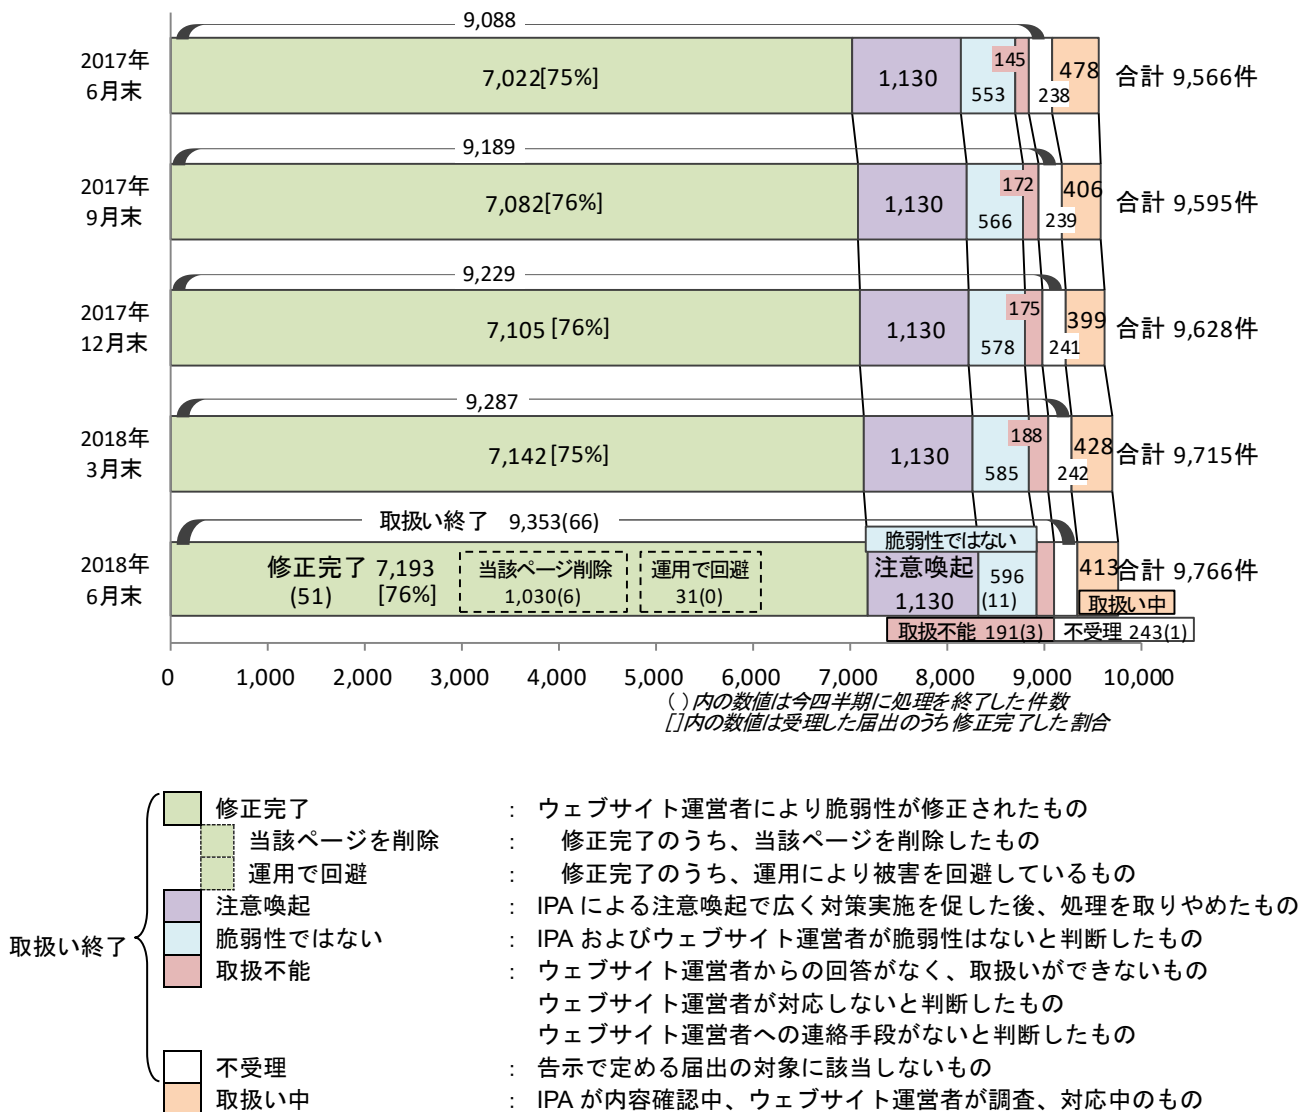 9,088
2017年
6月末
7,022[75%]
1,130
553
145
238
478
合計 9,566件
9,189
2017年
9月末
7,082[76%]
1,130
566
172
239
406
合計 9,595件
9,229
2017年
12月末
7,105 [76%]
1,130
578
175
241
399
合計 9,628件
9,287
2018年
3月末
7,142 [75%]
1,130
585
188
242
428
合計 9,715件
取扱い終了 9,353(66)
2018年
6月末
修正完了 7,193
(51) [76%]
当該ページ削除
1,030(6)
運用で回避
31(0)
脆弱性ではない
注意喚起
1,130
596
(11)
413
合計 9,766件
取扱い中
取扱不能 191(3)
不受理 243(1)
0 1,000 2,000 3,000 4,000 5,000 6,000 7,000 8,000 9,000 10,000
( )内の数値は今四半期に処理を終了した件数
[]内の数値は受理した届出のうち修正完了した割合
取扱い終了
修正完了 : ウェブサイト運営者により脆弱性が修正されたもの
当該ページを削除 : 修正完了のうち、当該ページを削除したもの
運用で回避 : 修正完了のうち、運用により被害を回避しているもの
注意喚起 : IPA による注意喚起で広く対策実施を促した後、処理を取りやめたもの
脆弱性ではない : IPA およびウェブサイト運営者が脆弱性はないと判断したもの
取扱不能 : ウェブサイト運営者からの回答がなく、取扱いができないもの
ウェブサイト運営者が対応しないと判断したもの
ウェブサイト運営者への連絡手段がないと判断したもの
不受理 : 告示で定める届出の対象に該当しないもの
取扱い中 : IPA が内容確認中、ウェブサイト運営者が調査、対応中のもの